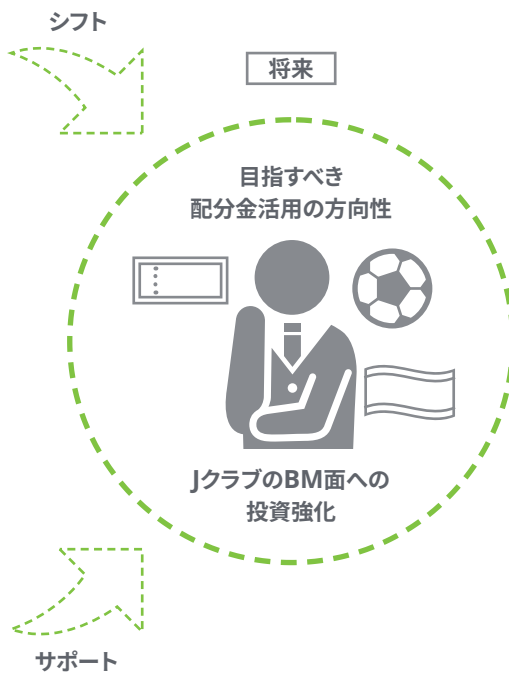 シフト
将来
目指すべき
配分金活用の方向性
JクラブのBM面への
投資強化
サポート